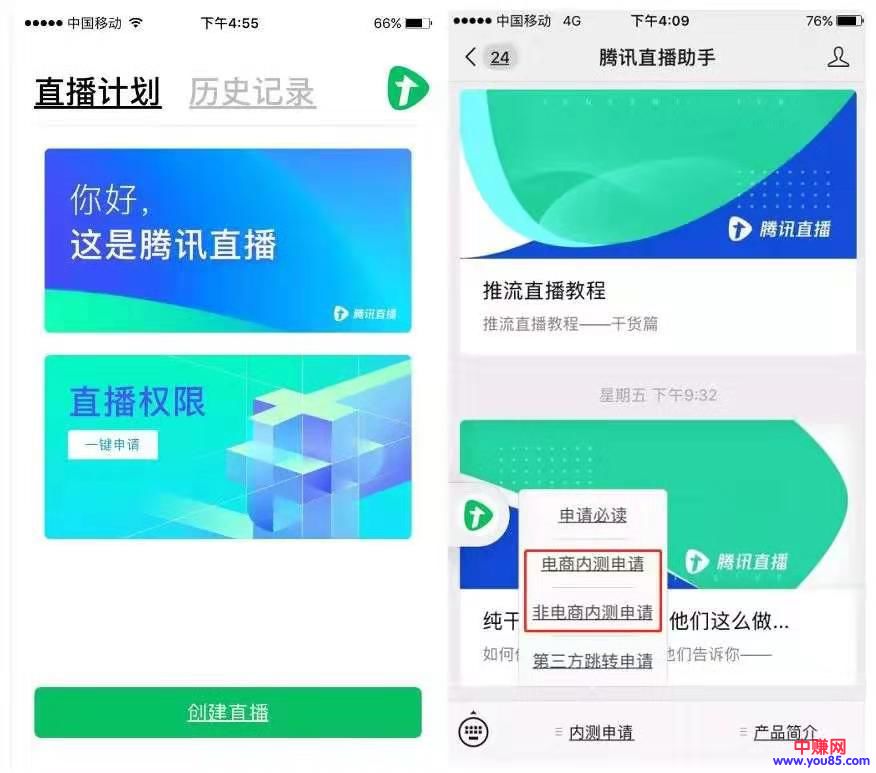 中国移动
下午4:55
66%
直播计划
历史记录
你好,
这是腾讯直播
腾讯直播
直播权限
一键申请
创建直播
中国移动 4G
下午4:09
76%
24
腾讯直播助手
腾讯直播
推流直播教程
推流直播教程——干货篇
星期五 下午9:32
腾讯直播
申请必读
电商内测申请
非电商内测申请
第三方跳转申请
纯干
他们这么做...
如何
他们告诉你——
内测申请
产品简介
中赚网
www.you85.com